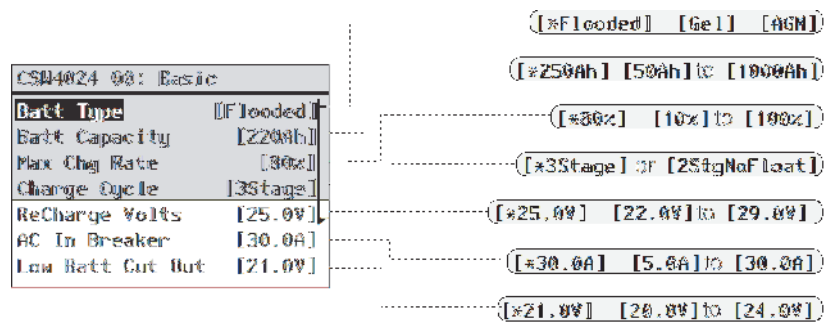 CSW4024 00: Basic
Batt Type [Flooded]
Batt Capacity [220Ah]
Max Chg Rate [80%]
Change Cycle [3Stage]
ReCharge Volts [25.0V]
AC In Breaker [30.0A]
Low Batt Cut Out [21.0V]
([*Flooded] [Gel] [AGM])
([*250Ah] [50Ah] to [1000Ah])
([*80%] [10%] to [100%])
([*3Stage] or [2StgNoFloat])
([*25.0V] [22.0V] to [29.0V])
([*30.0A] [5.0A] to [30.0A])
([*21.0V] [20.0V] to [24.0V])